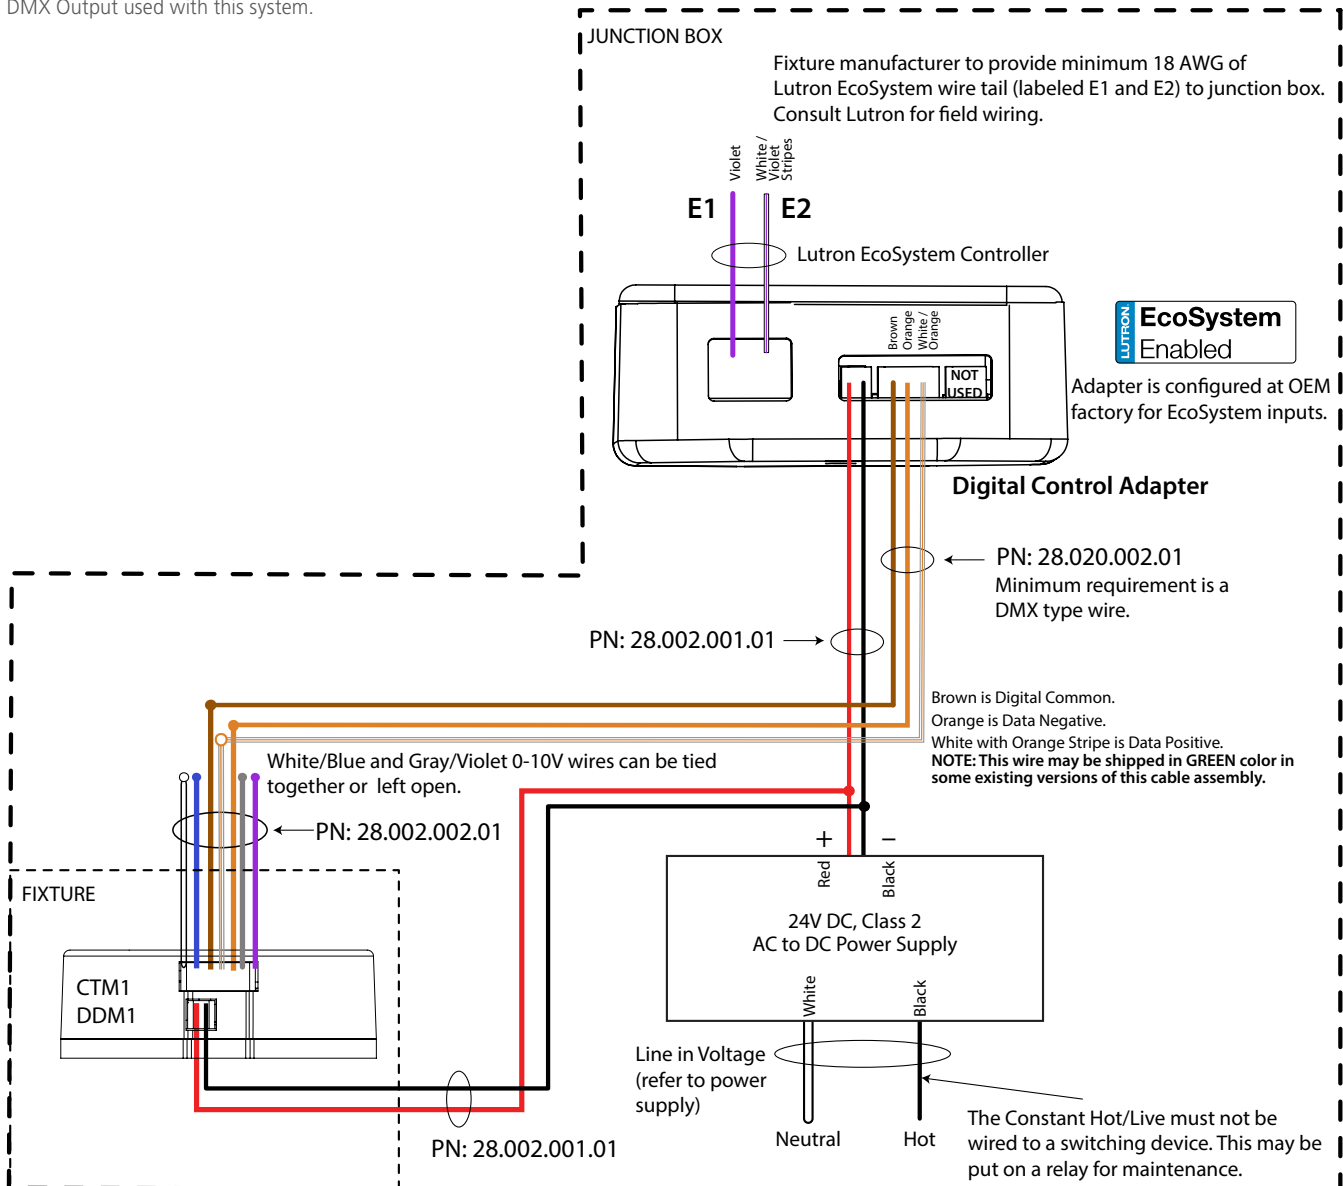 DMX Output used with this system.
JUNCTION BOX
Fixture manufacturer to provide minimum 18 AWG of
Lutron EcoSystem wire tail (labeled E1 and E2) to junction box.
Consult Lutron for field wiring.
Violet
White /
Violet
Stripes
E1
E2
Lutron EcoSystem Controller
Brown
Orange
White /
Orange
NOT
USED
LUTRON
EcoSystem
Enabled
Adapter is configured at OEM
factory for EcoSystem inputs.
Digital Control Adapter
PN: 28.020.002.01
Minimum requirement is a
DMX type wire.
PN: 28.002.001.01
Brown is Digital Common.
Orange is Data Negative.
White with Orange Stripe is Data Positive.
NOTE: This wire may be shipped in GREEN color in
some existing versions of this cable assembly.
White/Blue and Gray/Violet 0-10V wires can be tied
together or left open.
PN: 28.002.002.01
+
–
Red
Black
24V DC, Class 2
AC to DC Power Supply
White
Black
FIXTURE
CTM1
DDM1
Line in Voltage
(refer to power
supply)
Neutral
Hot
The Constant Hot/Live must not be
wired to a switching device. This may be
put on a relay for maintenance.
PN: 28.002.001.01